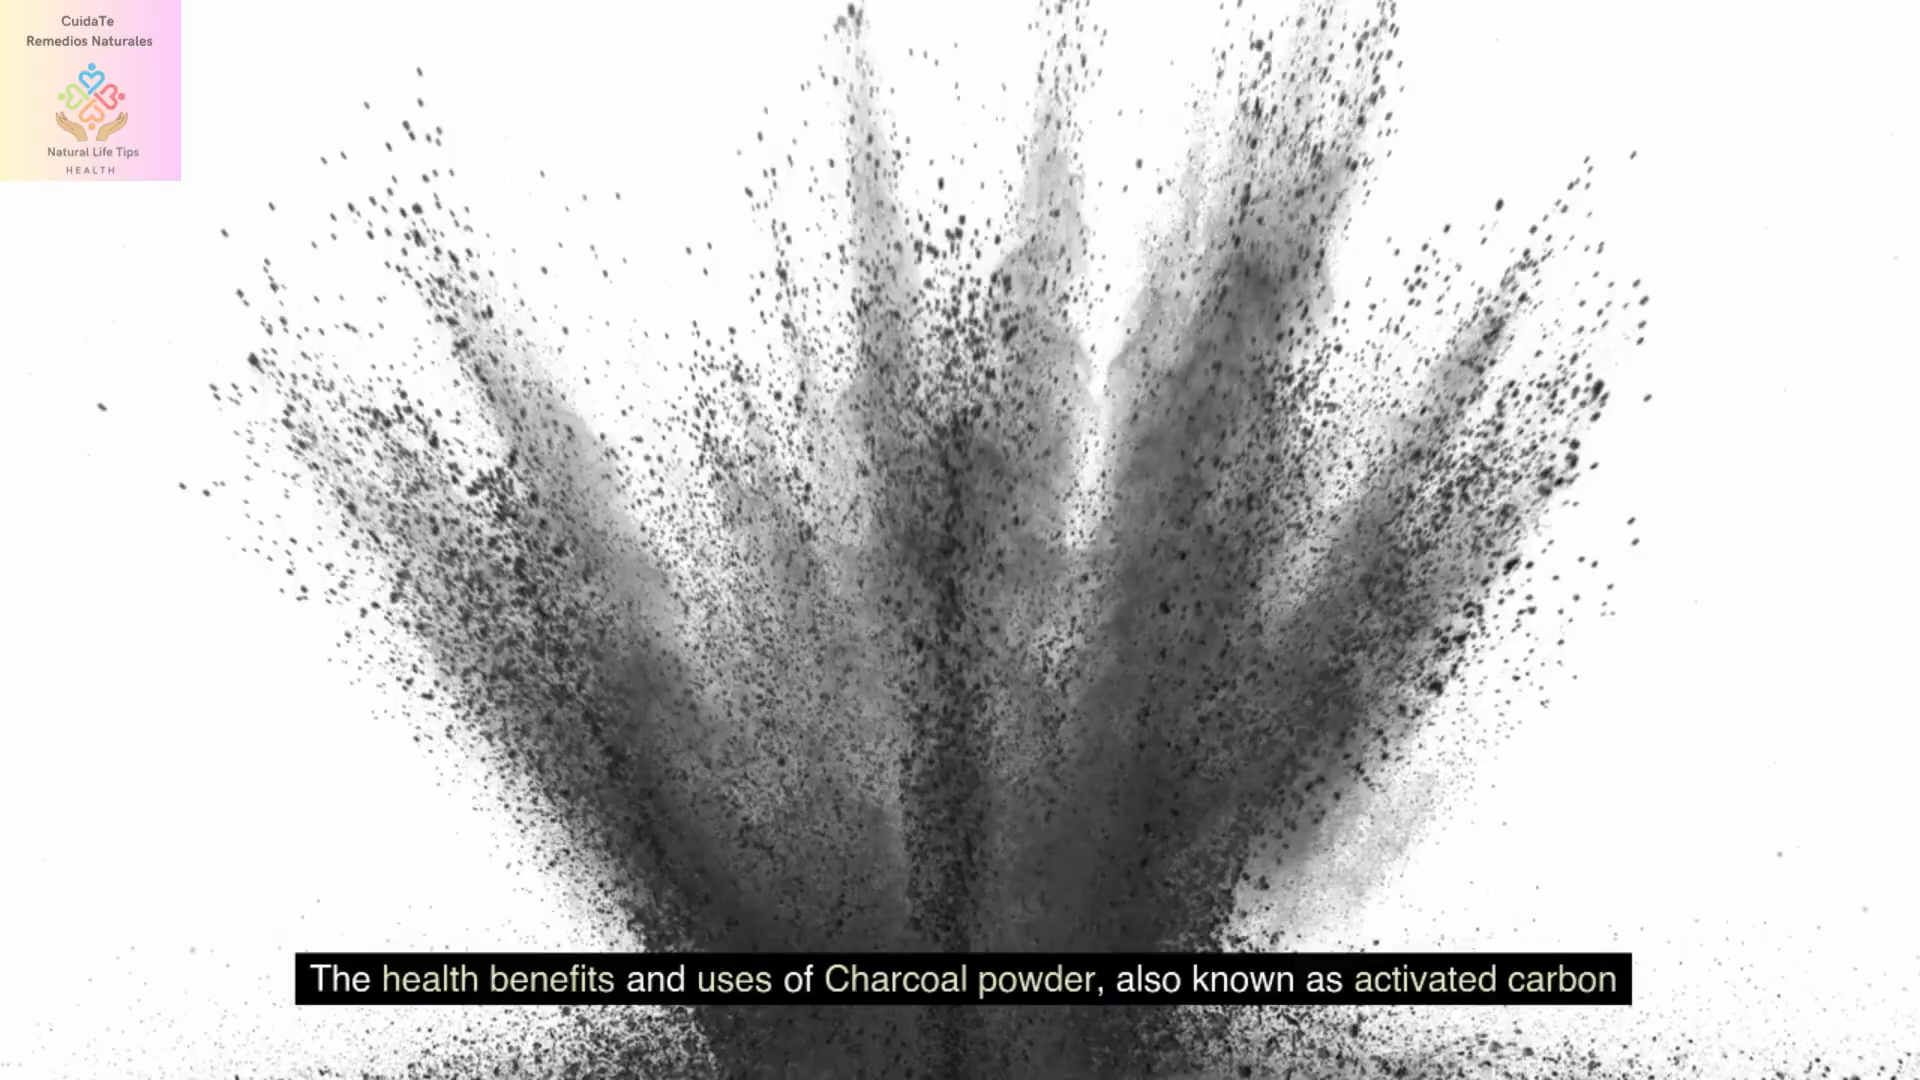 CuidaTe
Remedios Naturales
Natural Life Tips
HEALTH
The health benefits and uses of Charcoal powder, also known as activated carbon